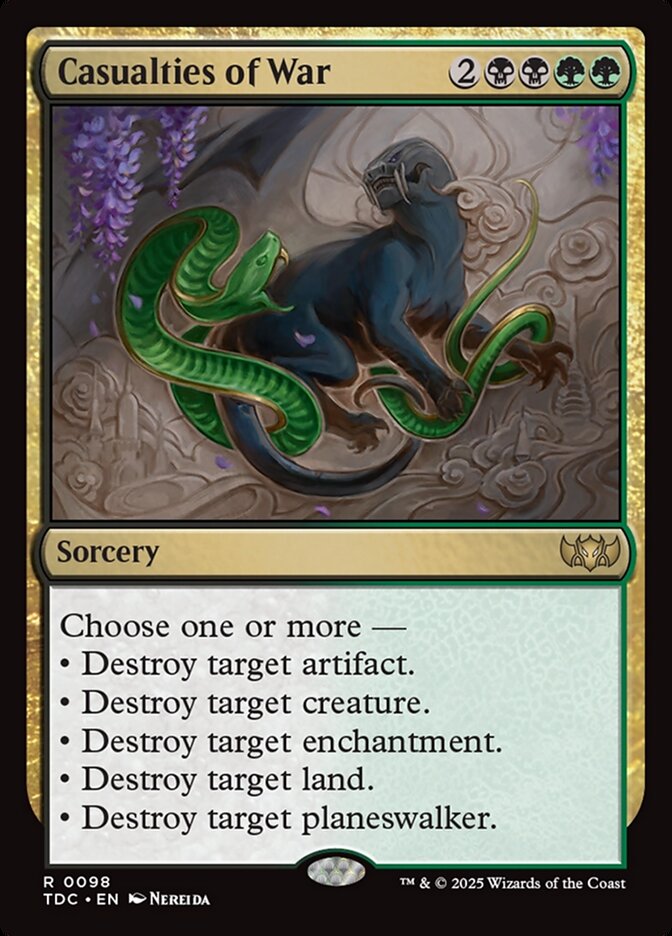 Casualties of War 2
Sorcery
Choose one or more —
• Destroy target artifact.
• Destroy target creature.
• Destroy target enchantment.
• Destroy target land.
• Destroy target planeswalker.
R 0098
TDC • EN Nereida
™ & © 2025 Wizards of the Coast